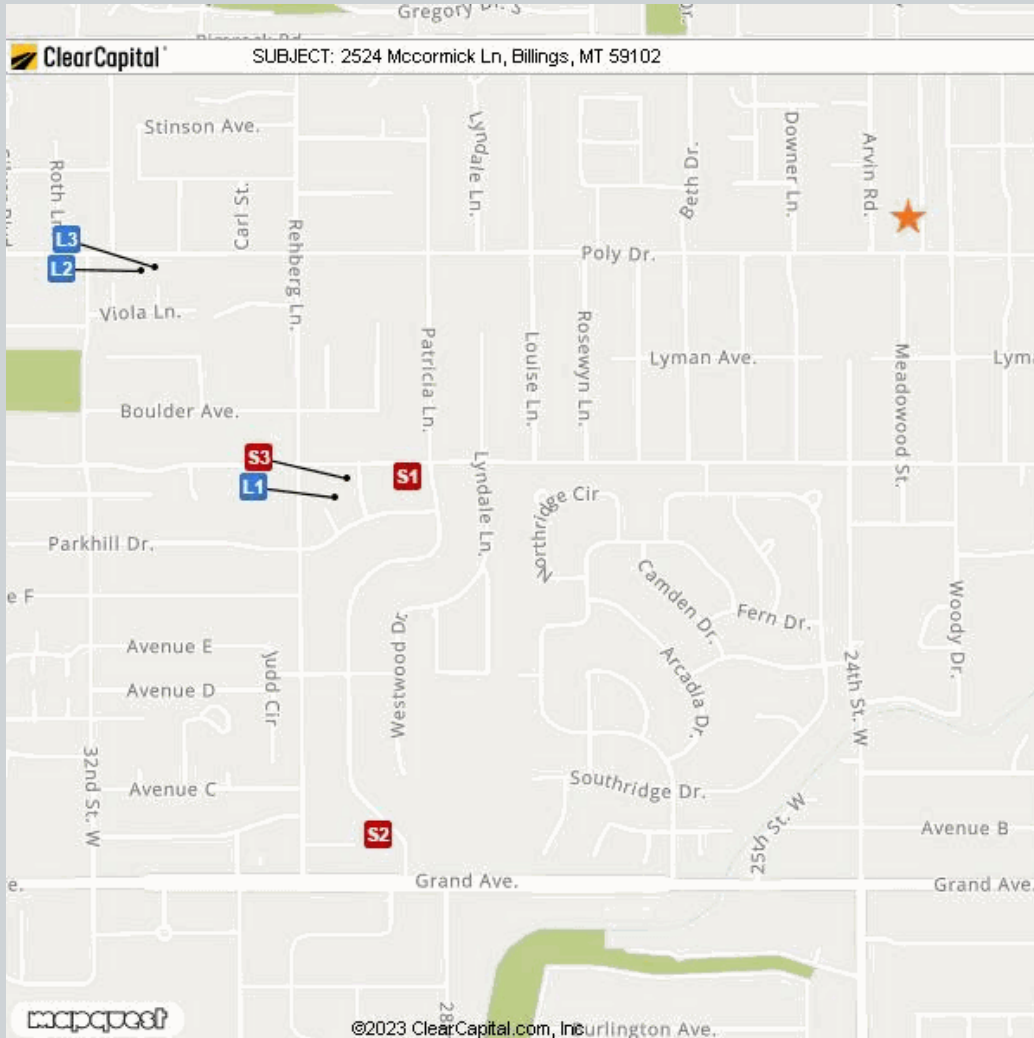 Gregory Dr. S
Dr.
ClearCapital
SUBJECT: 2524 Mccormick Ln, Billings, MT 59102
Stinson Ave.
Lyndale Ln.
Downer Ln.
Arvin Rd.
Beth Dr.
Roth Ln
Carl St.
Rehberg Ln.
L3
L2
Poly Dr.
Viola Ln.
Patricia Ln.
Louise Ln.
Rosewyn Ln.
Lyman Ave.
Meadowood St.
Boulder Ave.
S3
S1
L1
Lyndale Ln.
Northridge Cir
Parkhill Dr.
e F
Camden Dr.
Fern Dr.
Woody Dr.
Avenue E
Avenue D
Judd Cir
Westwood Dr.
Arcadia Dr.
24th St. W
32nd St. W
Avenue C
Southridge Dr.
25th St. W
S2
Avenue B
e.
Grand Ave.
Grand Ave.
mapquest
28
©2023 ClearCapital.com, Inc
urlington Ave.